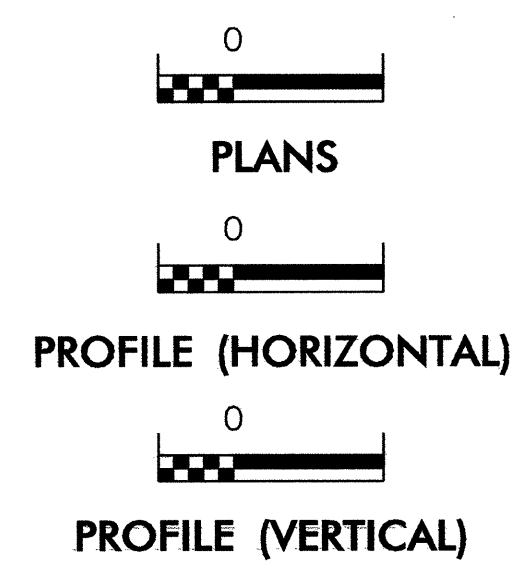 0
PLANS
0
PROFILE (HORIZONTAL)
0
PROFILE (VERTICAL)